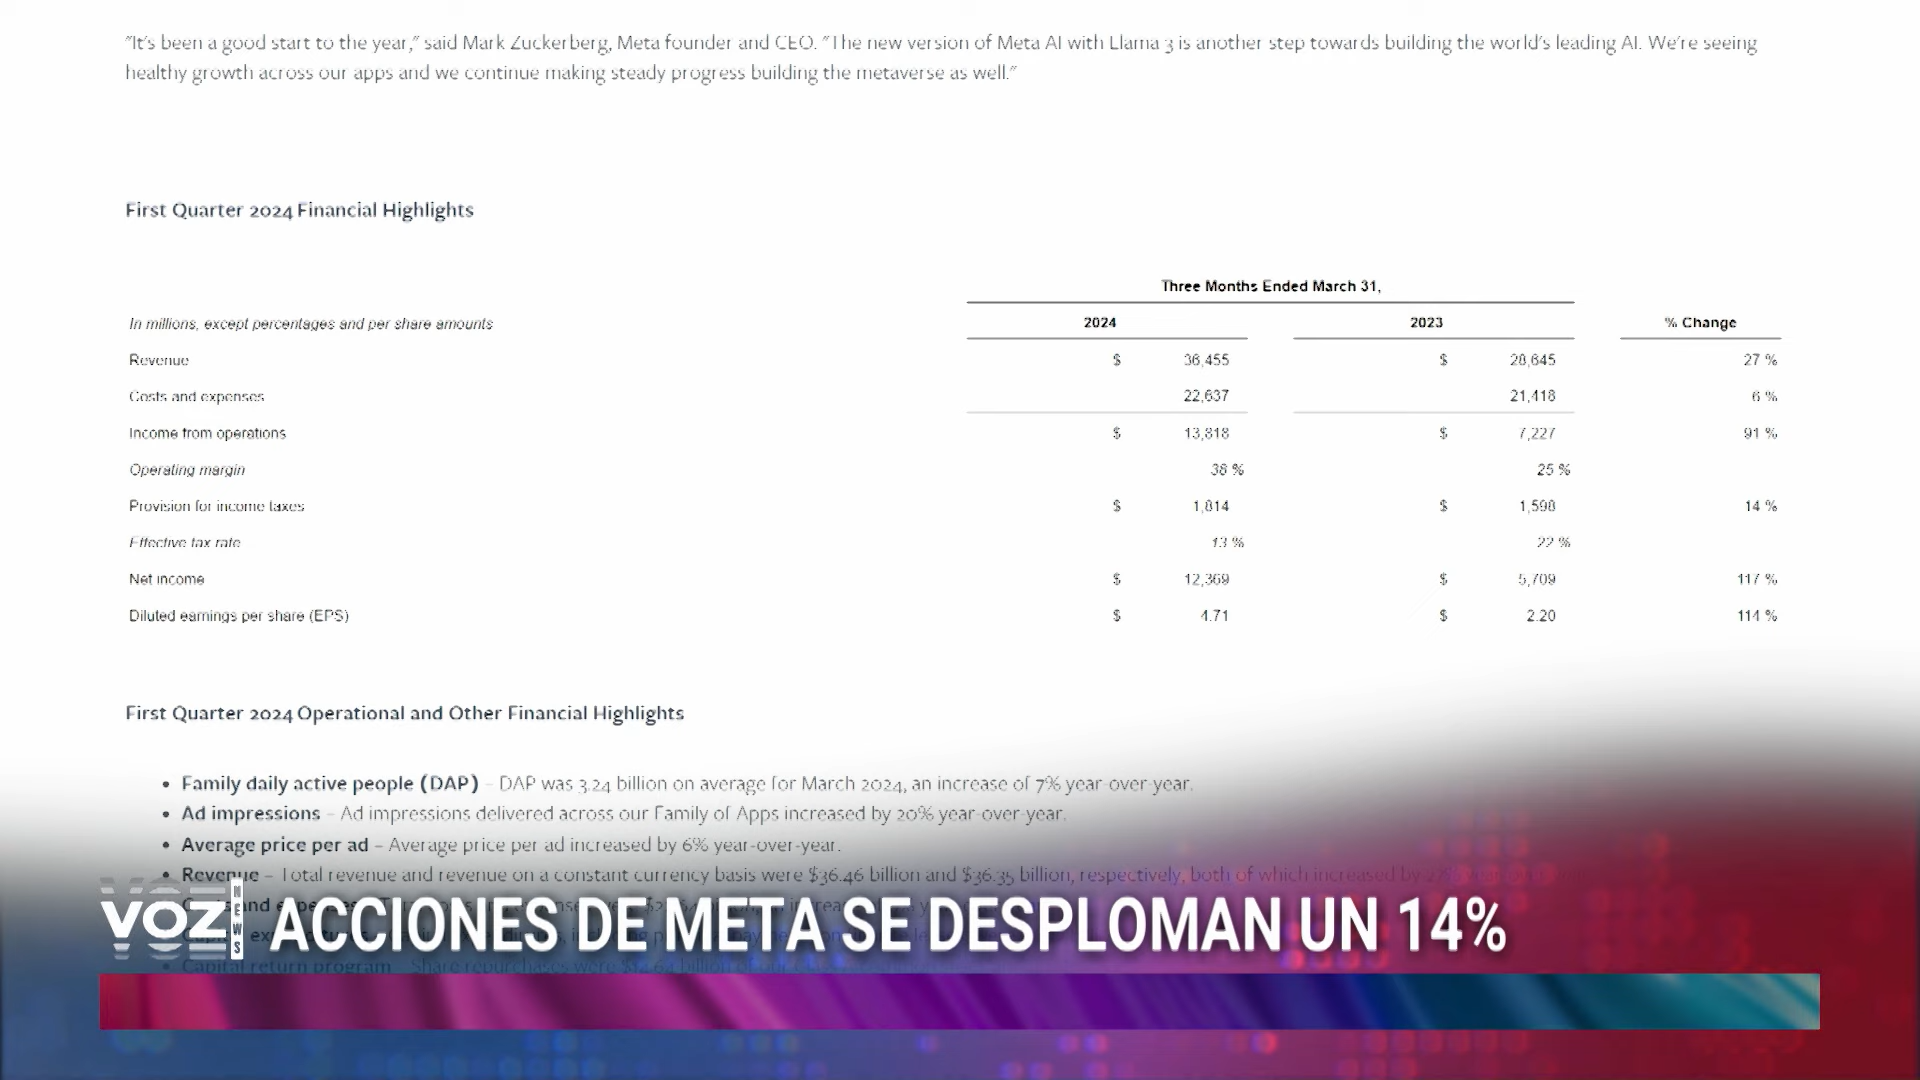 "It's been a good start to the year," said Mark Zuckerberg, Meta founder and CEO. "The new version of Meta AI with Llama 3 is another step towards building the world's leading AI. We're seeing
healthy growth across our apps and we continue making steady progress building the metaverse as well."
First Quarter 2024 Financial Highlights
Three Months Ended March 31,
In millions, except percentages and per share amounts 2024 2023 % Change
Revenue $ 36,455 $ 28,645 27 %
Costs and expenses 22,637 21,418 6 %
Income from operations $ 13,818 $ 7,227 91 %
Operating margin 38 % 25 %
Provision for income taxes $ 1,814 $ 1,598 14 %
Effective tax rate 13 % 22 %
Net income $ 12,369 $ 5,709 117 %
Diluted earnings per share (EPS) $ 4.71 $ 2.20 114 %
First Quarter 2024 Operational and Other Financial Highlights
• Family daily active people (DAP) – DAP was 3.24 billion on average for March 2024, an increase of 7% year-over-year.
• Ad impressions – Ad impressions delivered across our Family of Apps increased by 20% year-over-year.
• Average price per ad – Average price per ad increased by 6% year-over-year.
• Revenue – Total revenue and revenue on a constant currency basis were $36.46 billion and $36.35 billion, respectively, both of which increased by
VOZ NEWS ACCIONES DE META SE DESPLOMAN UN 14%
• Capital return program – Share repurchases were